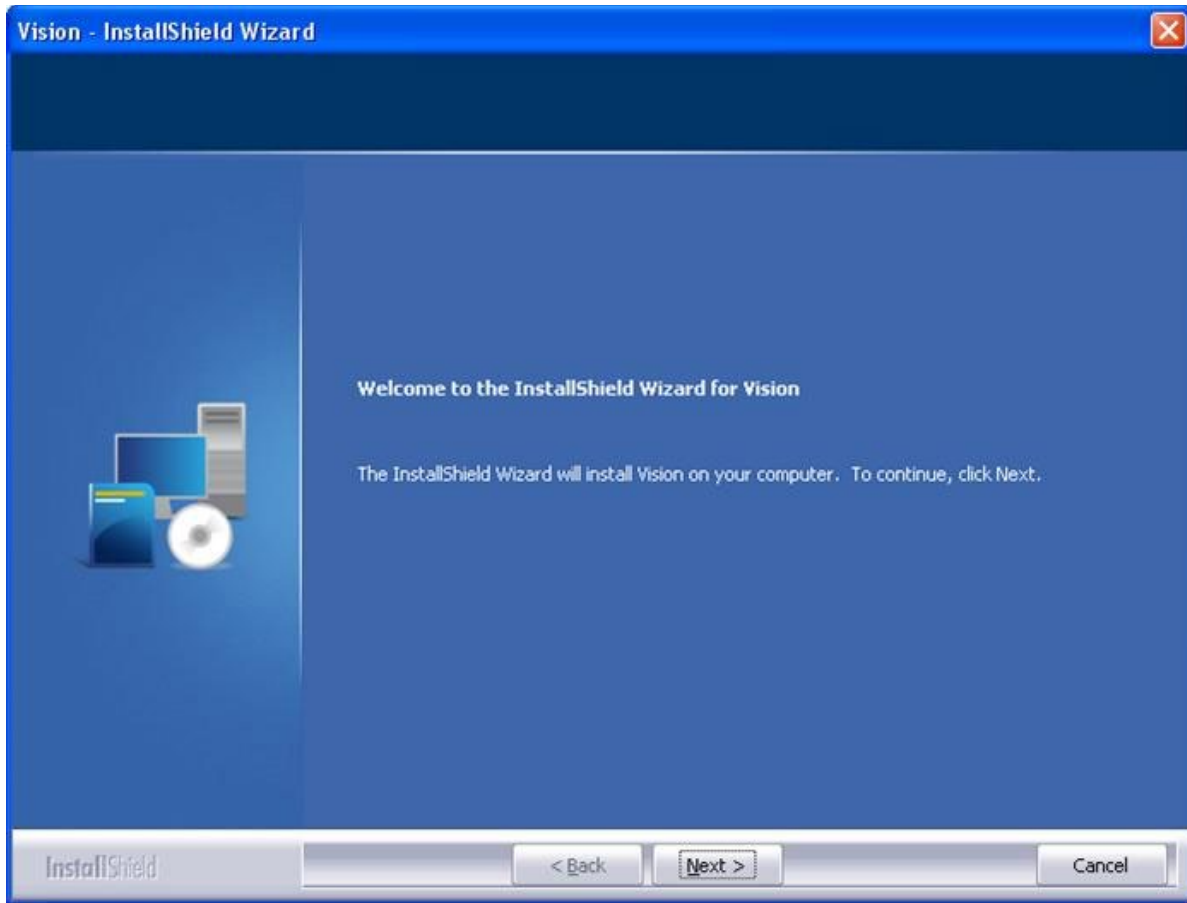 Vision - InstallShield Wizard
Welcome to the InstallShield Wizard for Vision
The InstallShield Wizard will install Vision on your computer.  To continue, click Next.
InstallShield
< Back
Next >
Cancel